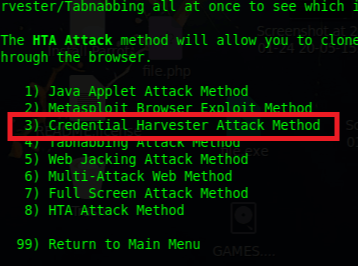 rvester/Tabnabbing all at once to see which i
The HTA Attack method will allow you to clone
hrough the browser.
1) Java Applet Attack Method
2) Metasploit Browser Exploit Method
3) Credential Harvester Attack Method
4) Tabnabbing Attack Method
5) Web Jacking Attack Method
6) Multi-Attack Web Method
7) Full Screen Attack Method
8) HTA Attack Method
99) Return to Main Menu
file.php
GAMES....